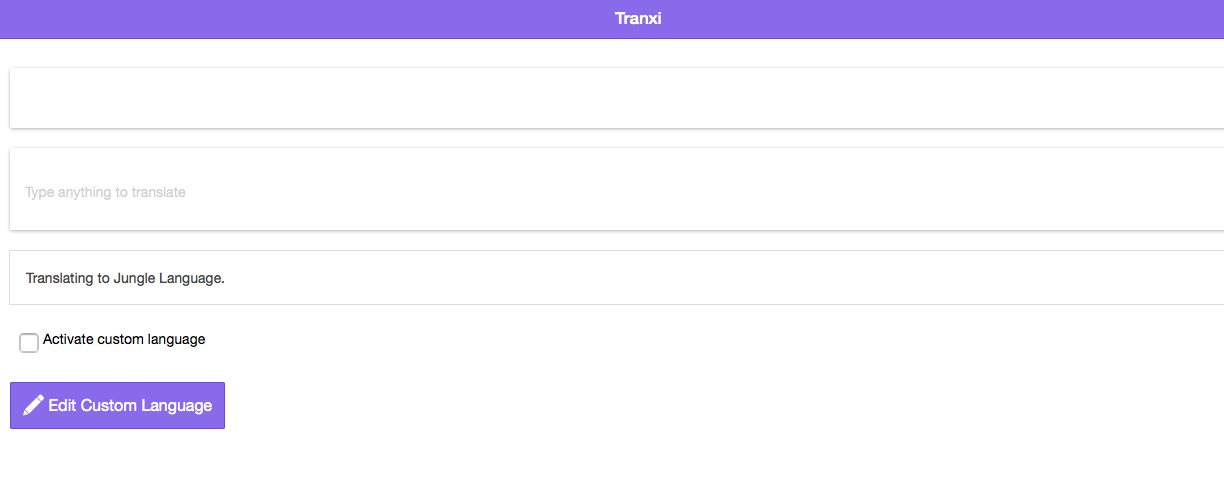 Tranxi
Type anything to translate
Translating to Jungle Language.
Activate custom language
Edit Custom Language